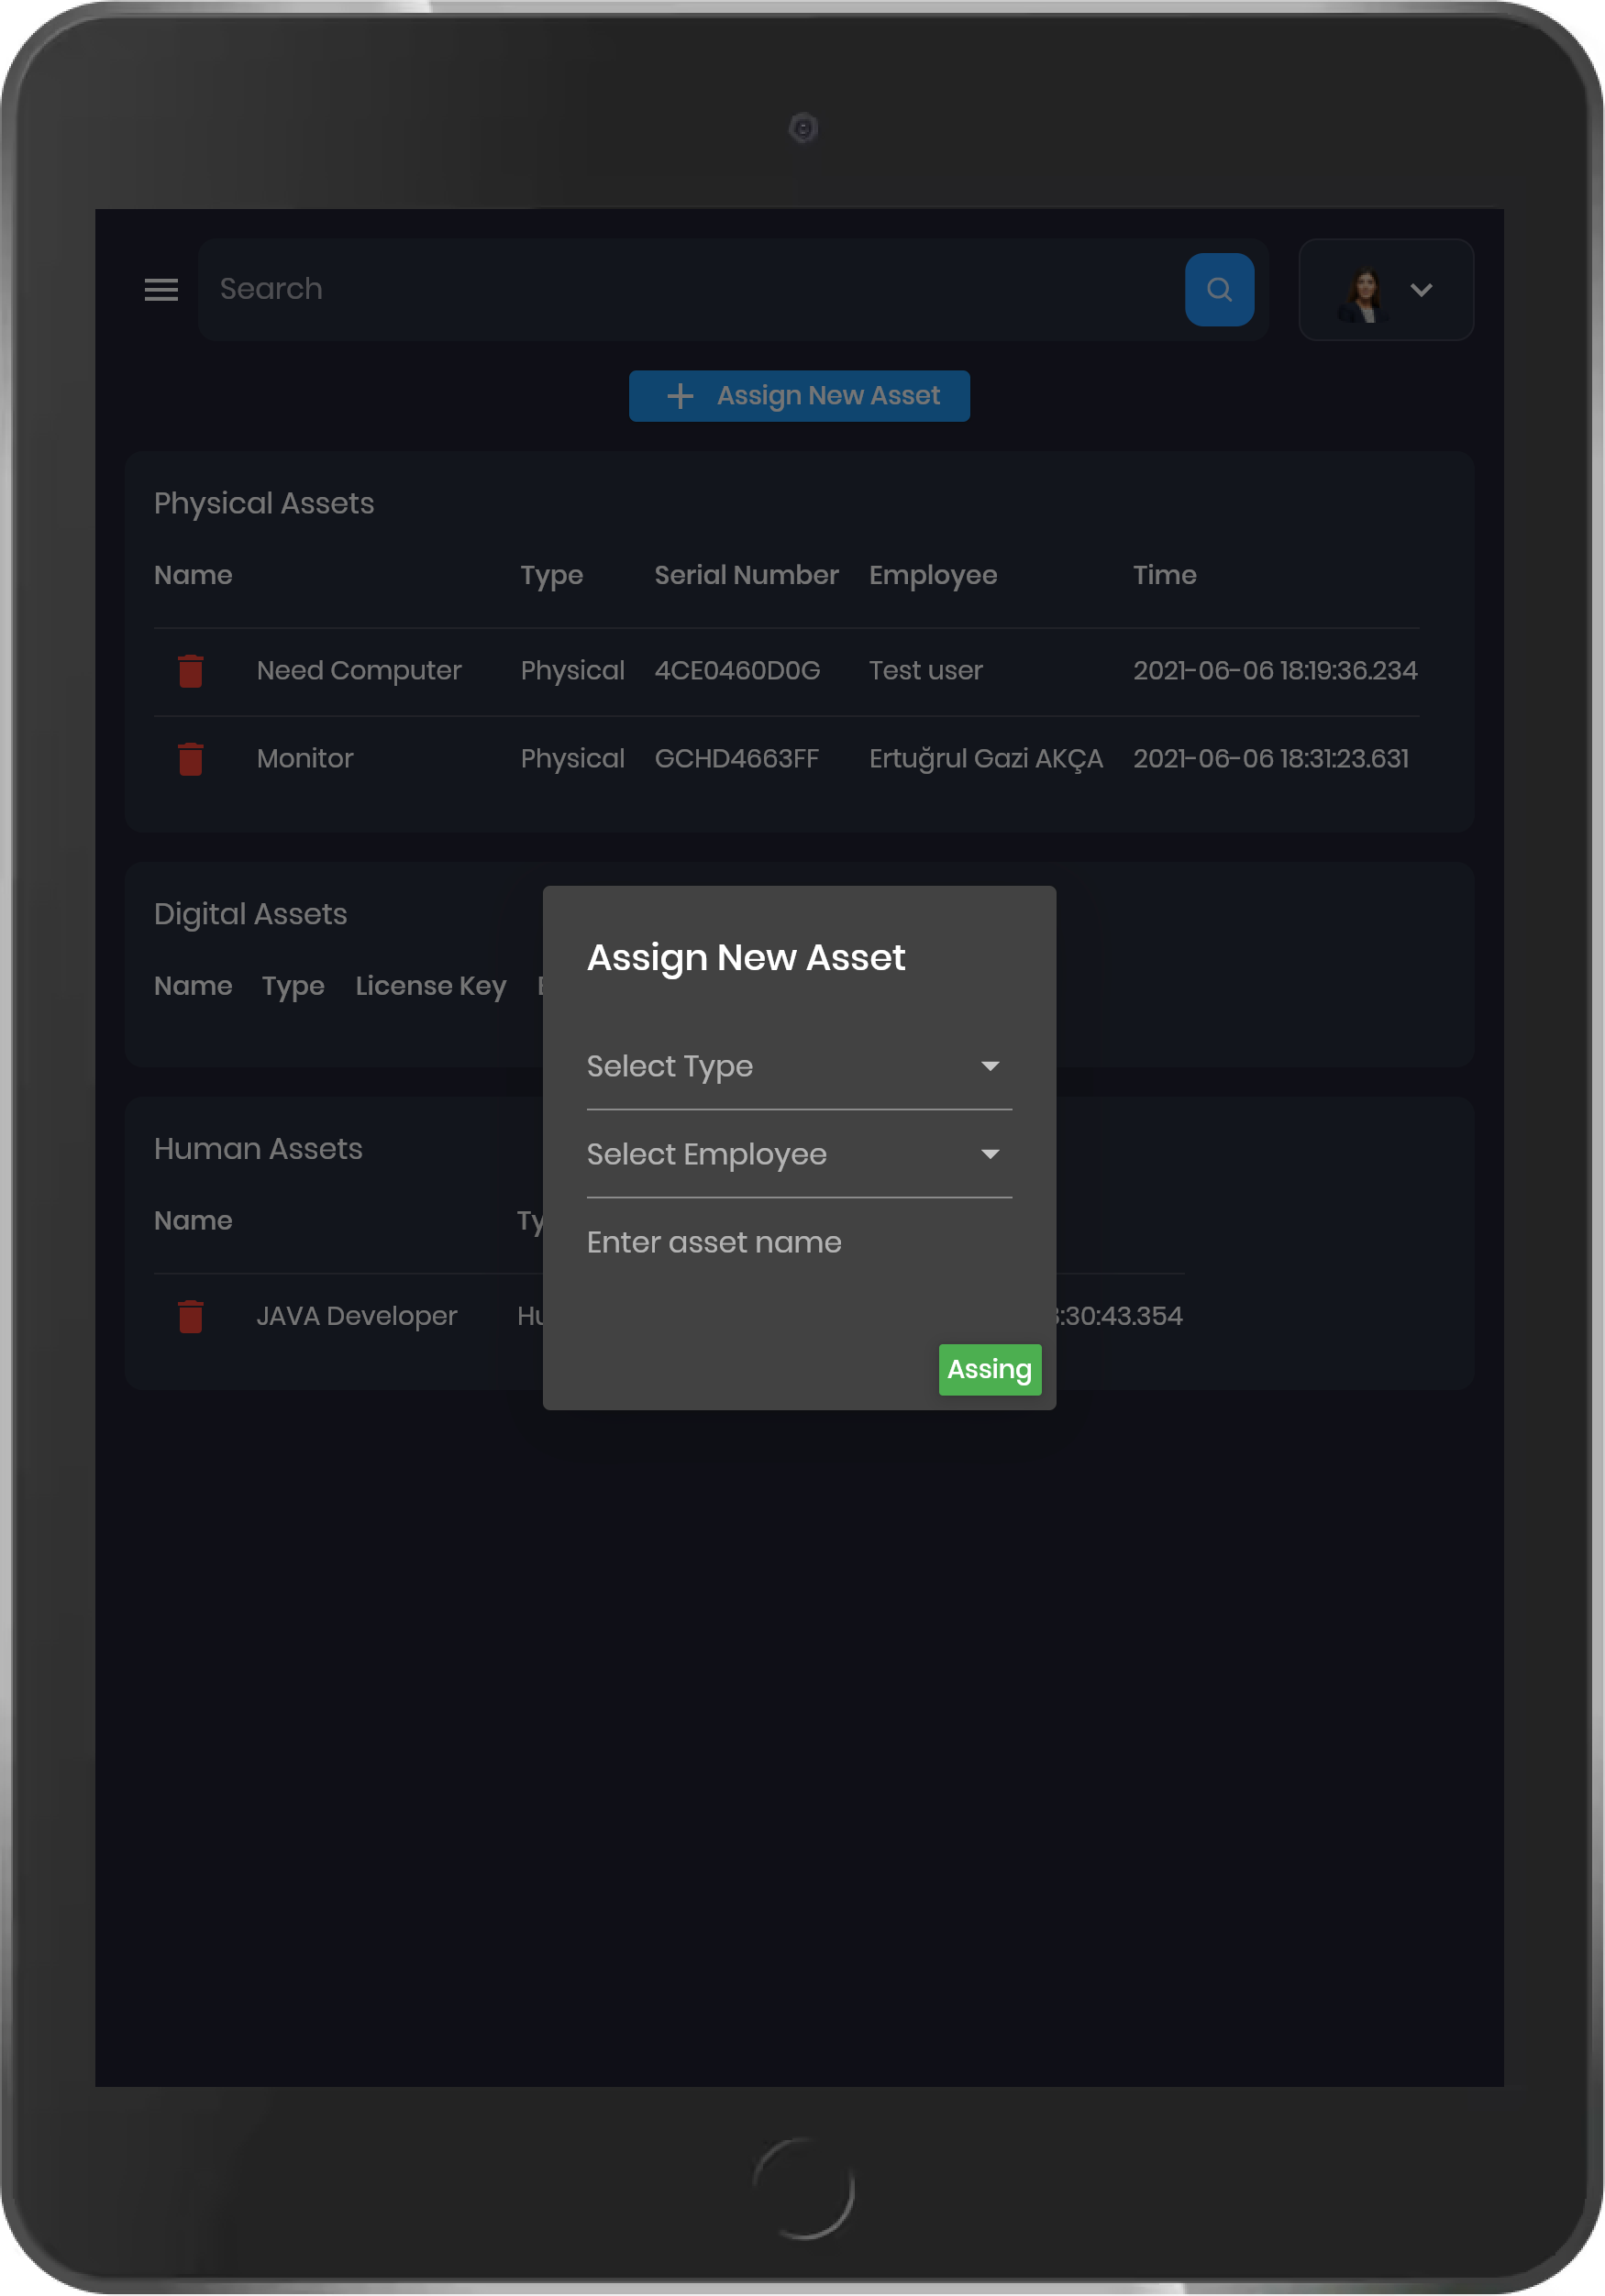 Search
Assign New Asset
Physical Assets
Name Type Serial Number Employee Time
Need Computer Physical 4CE0460D0G Test user 2021-06-06 18:19:36.234
Monitor Physical GCHD4663FF Ertuğrul Gazi AKÇA 2021-06-06 18:31:23.631
Digital Assets
Name Type License Key
Assign New Asset
Select Type
Select Employee
Enter asset name
Assing
Human Assets
Name Ty
JAVA Developer Hu :30:43.354